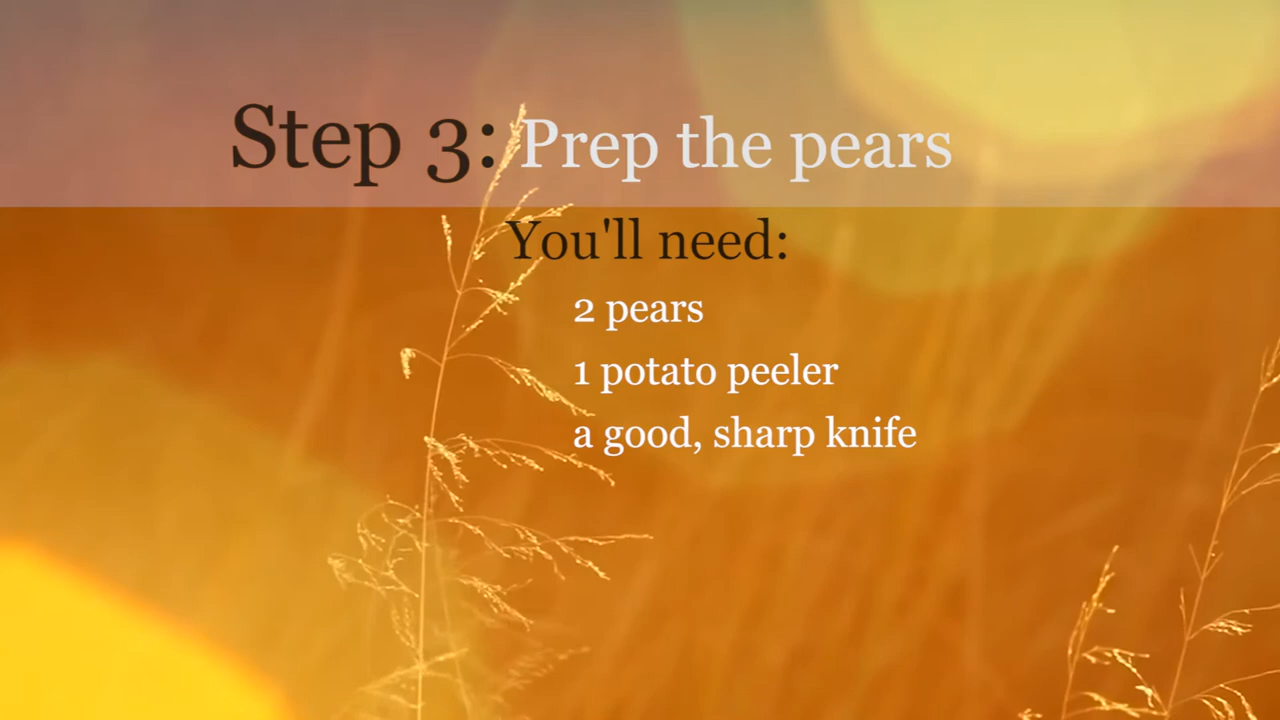 Step 3: Prep the pears
You'll need:
2 pears
1 potato peeler
a good, sharp knife